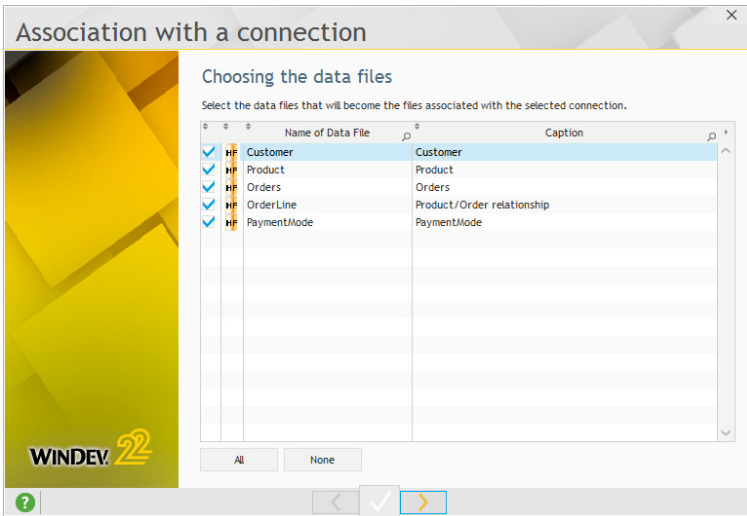 Association with a connection
Choosing the data files
Select the data files that will become the files associated with the selected connection.
Name of Data File Caption
HF Customer Customer
HF Product Product
HF Orders Orders
HF OrderLine Product/Order relationship
HF PaymentMode PaymentMode
WINDEV. 22
All None
?